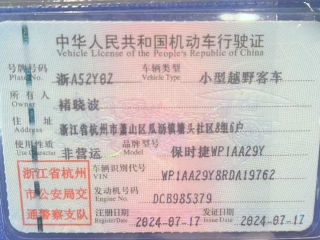 中华人民共和国机动车行驶证
Vehicle License of the People's Republic of China
号牌号码 浙A52Y0Z 车辆类型 小型越野客车
Plate No. Vehicle Type
所有人 褚晓波
Owner
住址 浙江省杭州市萧山区瓜沥镇塘头社区8组6户
Address
使用性质 非营运 品牌型号 保时捷WP1AA29Y
Use Character Model
浙江省杭州 车辆识别代号 WP1AA29Y8RDA19762
VIN
市公安局交 发动机号码 DCB985379
Engine No.
通警察支队 注册日期 2024-07-17 发证日期 2024-07-17
Register Date Issue Date